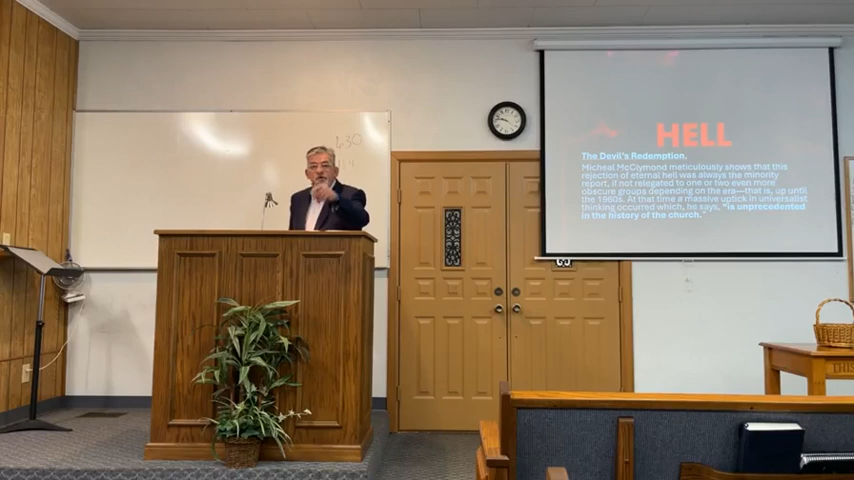 630
HELL
The Devil's Redemption.
Micheal McClymond meticulously shows that this
rejection of eternal hell was always the minority
report, if not relegated to one or two even more
obscure groups depending on the era—that is, up until
the 1960s. At that time a massive uptick in universalist
thinking occurred which, he says, "is unprecedented
in the history of the church."
THIS